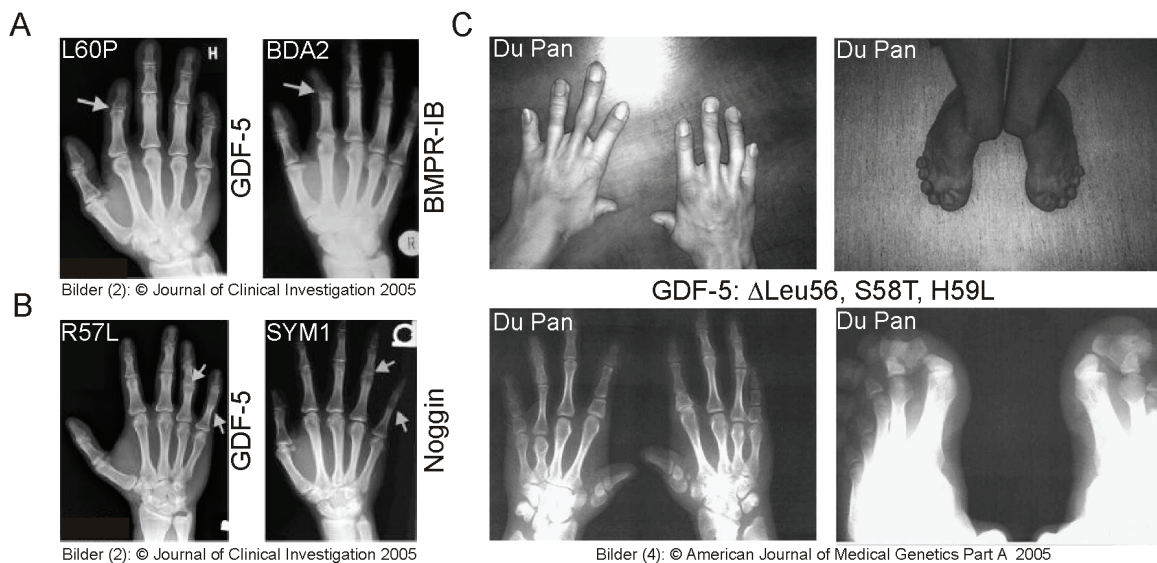 A
L60P
H
BDA2
GDF-5
BMPR-IB
R
Bilder (2): © Journal of Clinical Investigation 2005
B
R57L
SYM1
GDF-5
Noggin
Bilder (2): © Journal of Clinical Investigation 2005
C
Du Pan
Du Pan
GDF-5: ΔLeu56, S58T, H59L
Du Pan
Du Pan
Bilder (4): © American Journal of Medical Genetics Part A 2005